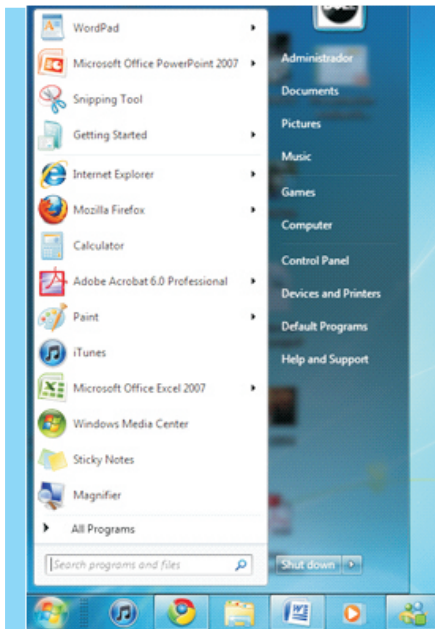 DELL
WordPad
Microsoft Office PowerPoint 2007
Snipping Tool
Getting Started
Internet Explorer
Mozilla Firefox
Calculator
Adobe Acrobat 6.0 Professional
Paint
iTunes
Microsoft Office Excel 2007
Windows Media Center
Sticky Notes
Magnifier
All Programs
Search programs and files
Administrador
Documents
Pictures
Music
Games
Computer
Control Panel
Devices and Printers
Default Programs
Help and Support
Shut down
W